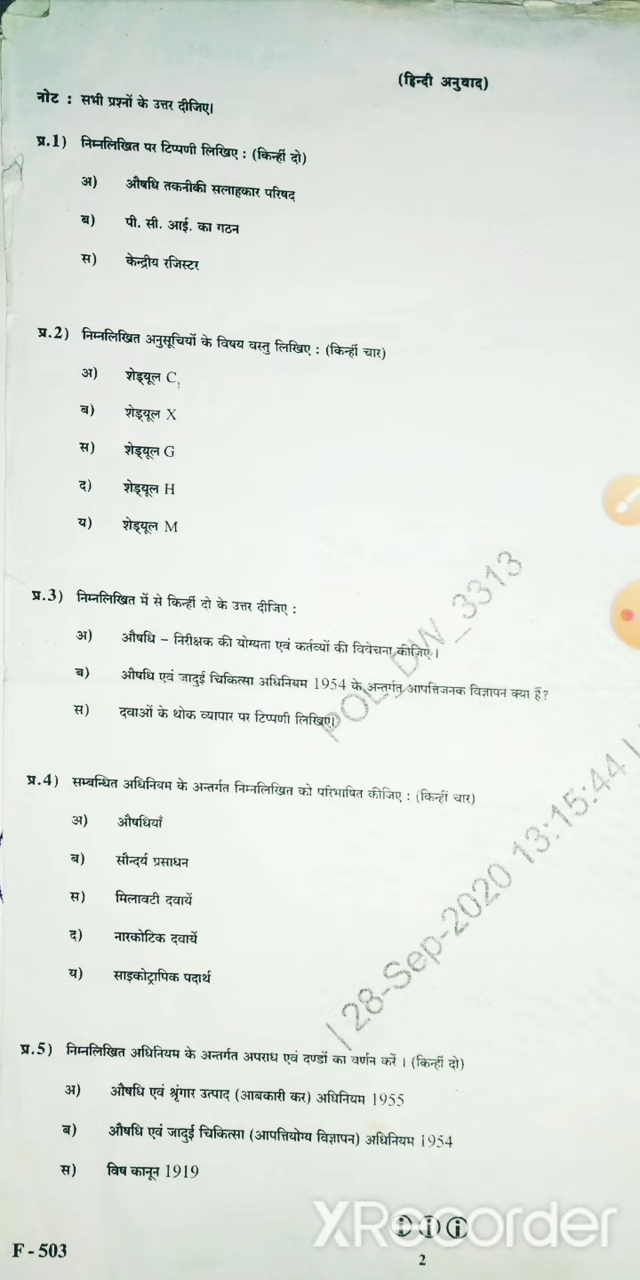 (हिन्दी अनुवाद)
नोट : सभी प्रश्नों के उत्तर दीजिए।
प्र.1) निम्नलिखित पर टिप्पणी लिखिए : (किन्हीं दो)
अ) औषधि तकनीकी सलाहकार परिषद
ब) पी. सी. आई. का गठन
स) केन्द्रीय रजिस्टर
प्र.2) निम्नलिखित अनुसूचियों के विषय वस्तु लिखिए : (किन्हीं चार)
अ) शेड्यूल C₁
ब) शेड्यूल X
स) शेड्यूल G
द) शेड्यूल H
य) शेड्यूल M
प्र.3) निम्नलिखित में से किन्हीं दो के उत्तर दीजिए :
अ) औषधि – निरीक्षक की योग्यता एवं कर्तव्यों की विवेचना कीजिए।
ब) औषधि एवं जादुई चिकित्सा अधिनियम 1954 के अन्तर्गत आपत्तिजनक विज्ञापन क्या हैं?
स) दवाओं के थोक व्यापार पर टिप्पणी लिखिए।
POL_DW_3313
प्र.4) सम्बन्धित अधिनियम के अन्तर्गत निम्नलिखित को परिभाषित कीजिए : (किन्हीं चार)
अ) औषधियाँ
ब) सौन्दर्य प्रसाधन
स) मिलावटी दवायें
द) नारकोटिक दवायें
य) साइकोट्रापिक पदार्थ
| 28-Sep-2020 13:15:44 |
प्र.5) निम्नलिखित अधिनियम के अन्तर्गत अपराध एवं दण्डों का वर्णन करें । (किन्हीं दो)
अ) औषधि एवं श्रृंगार उत्पाद (आबकारी कर) अधिनियम 1955
ब) औषधि एवं जादुई चिकित्सा (आपत्तियोग्य विज्ञापन) अधिनियम 1954
स) विष कानून 1919
XRecorder
F - 503
2